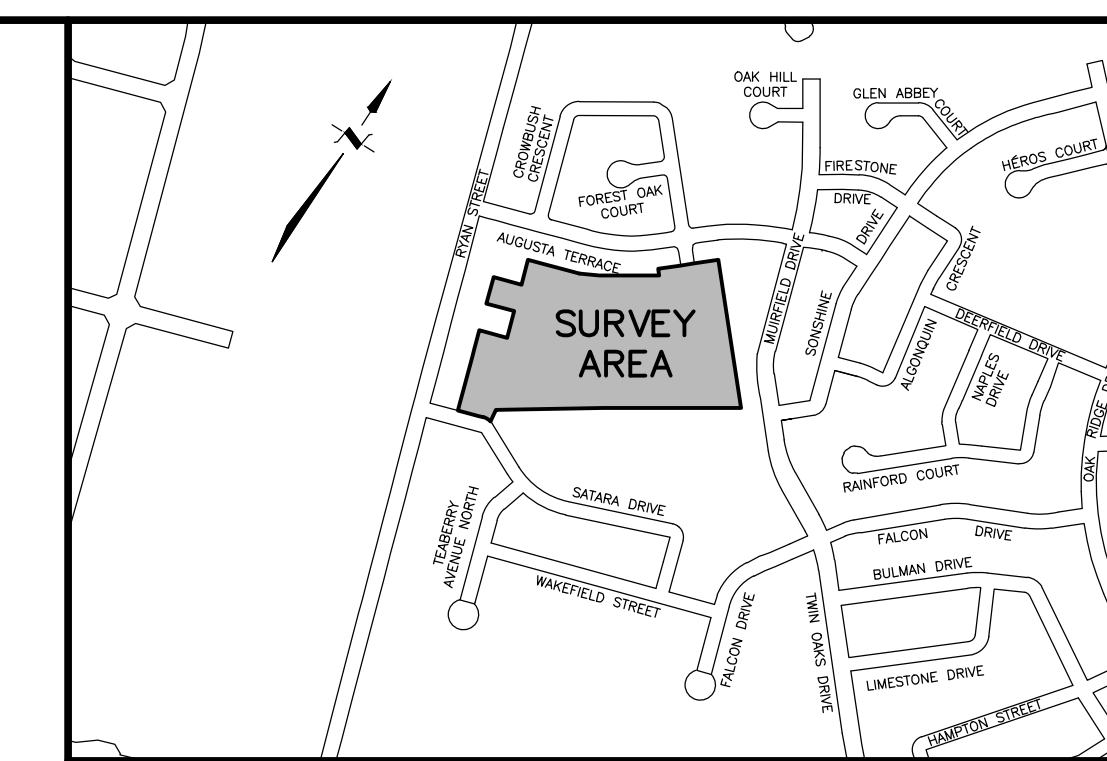 OAK HILL
COURT
GLEN ABBEY
COURT
CROWBUSH
CRESCENT
HÉROS COURT
FIRESTONE
DRIVE
FOREST OAK
COURT
RYAN STREET
N
AUGUSTA TERRACE
DRIVE
MUIRFIELD DRIVE
CRESCENT
SURVEY
AREA
SONSHINE
DEERFIELD DRIVE
ALGONQUIN
NAPLES
DRIVE
RIDGE
OAK
RAINFORD COURT
TEABERRY
AVENUE NORTH
SATARA DRIVE
FALCON DRIVE
BULMAN DRIVE
WAKEFIELD STREET
FALCON DRIVE
TWIN OAKS DRIVE
LIMESTONE DRIVE
HAMPTON STREET